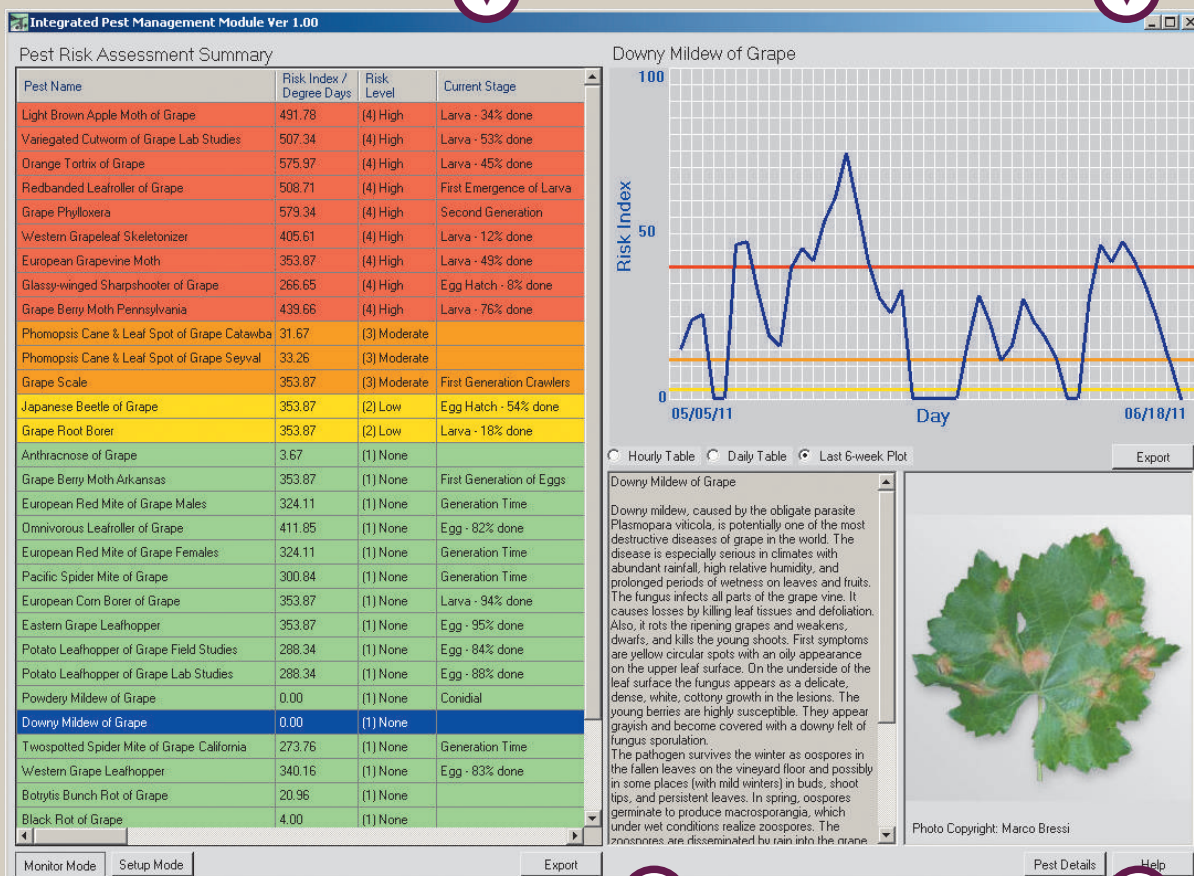 Integrated Pest Management Module Ver 1.00
Pest Risk Assessment Summary
Pest Name Risk Index / Degree Days Risk Level Current Stage
Light Brown Apple Moth of Grape 491.78 (4) High Larva - 34% done
Variegated Cutworm of Grape Lab Studies 507.34 (4) High Larva - 53% done
Orange Tortrix of Grape 575.97 (4) High Larva - 45% done
Redbanded Leafroller of Grape 508.71 (4) High First Emergence of Larva
Grape Phylloxera 579.34 (4) High Second Generation
Western Grapeleaf Skeletonizer 405.61 (4) High Larva - 12% done
European Grapevine Moth 353.87 (4) High Larva - 49% done
Glassy-winged Sharpshooter of Grape 266.65 (4) High Egg Hatch - 8% done
Grape Berry Moth Pennsylvania 439.66 (4) High Larva - 76% done
Phomopsis Cane & Leaf Spot of Grape Catawba 31.67 (3) Moderate
Phomopsis Cane & Leaf Spot of Grape Seyval 33.26 (3) Moderate
Grape Scale 353.87 (3) Moderate First Generation Crawlers
Japanese Beetle of Grape 353.87 (2) Low Egg Hatch - 54% done
Grape Root Borer 353.87 (2) Low Larva - 18% done
Anthracnose of Grape 3.67 (1) None
Grape Berry Moth Arkansas 353.87 (1) None First Generation of Eggs
European Red Mite of Grape Males 324.11 (1) None Generation Time
Omnivorous Leafroller of Grape 411.85 (1) None Egg - 82% done
European Red Mite of Grape Females 324.11 (1) None Generation Time
Pacific Spider Mite of Grape 300.84 (1) None Generation Time
European Corn Borer of Grape 353.87 (1) None Larva - 94% done
Eastern Grape Leafhopper 353.87 (1) None Egg - 95% done
Potato Leafhopper of Grape Field Studies 288.34 (1) None Egg - 84% done
Potato Leafhopper of Grape Lab Studies 288.34 (1) None Egg - 88% done
Powdery Mildew of Grape 0.00 (1) None Conidial
Downy Mildew of Grape 0.00 (1) None
Twospotted Spider Mite of Grape California 273.76 (1) None Generation Time
Western Grape Leafhopper 340.16 (1) None Egg - 83% done
Botrytis Bunch Rot of Grape 20.96 (1) None
Black Rot of Grape 4.00 (1) None
Monitor Mode Setup Mode Export
Downy Mildew of Grape
100
50
0
Risk Index
05/05/11 Day 06/18/11
Hourly Table Daily Table Last 6-week Plot Export
Downy Mildew of Grape
Downy mildew, caused by the obligate parasite
Plasmopara viticola, is potentially one of the most
destructive diseases of grape in the world. The
disease is especially serious in climates with
abundant rainfall, high relative humidity, and
prolonged periods of wetness on leaves and fruits.
The fungus infects all parts of the grape vine. It
causes losses by killing leaf tissues and defoliation.
Also, it rots the ripening grapes and weakens,
dwarfs, and kills the young shoots. First symptoms
are yellow circular spots with an oily appearance
on the upper leaf surface. On the underside of the
leaf surface the fungus appears as a delicate,
dense, white, cottony growth in the lesions. The
young berries are highly susceptible. They appear
grayish and become covered with a downy felt of
fungus sporulation.
The pathogen survives the winter as oospores in
the fallen leaves on the vineyard floor and possibly
in some places (with mild winters) in buds, shoot
tips, and persistent leaves. In spring, oospores
germinate to produce macrosporangia, which
under wet conditions realize zoospores. The
zoospores are disseminated by rain into the grape
Photo Copyright: Marco Bressi
Pest Details Help